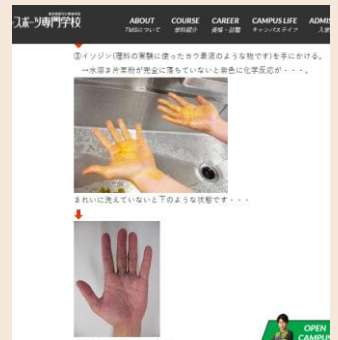 スポーツ専門学校
ABOUT COURSE CAREER CAMPUS LIFE ADMIS
TMSについて 学科紹介 資格・就職 キャンパスライフ 入学
③イソジン(理科の実験に使ったヨウ素液のような物です)を手にかける。
→水溶き片栗粉が完全に落ちていないと紫色に化学反応が・・・。
きれいに洗えていないと下のような状態です・・・
OPEN
CAMPUS